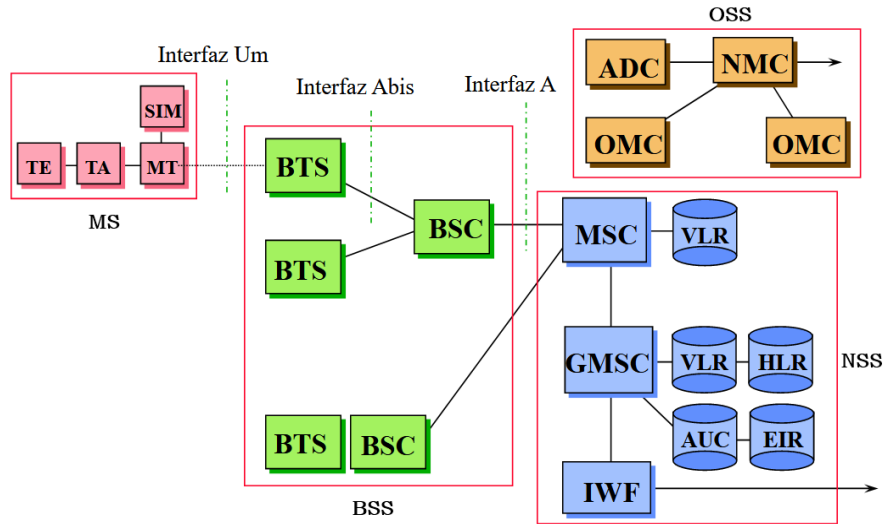 OSS
Interfaz Um
Interfaz Abis
Interfaz A
ADC
NMC
SIM
OMC
OMC
TE
TA
MT
BTS
MS
BSC
MSC
VLR
BTS
GMSC
VLR
HLR
NSS
BTS
BSC
AUC
EIR
IWF
BSS